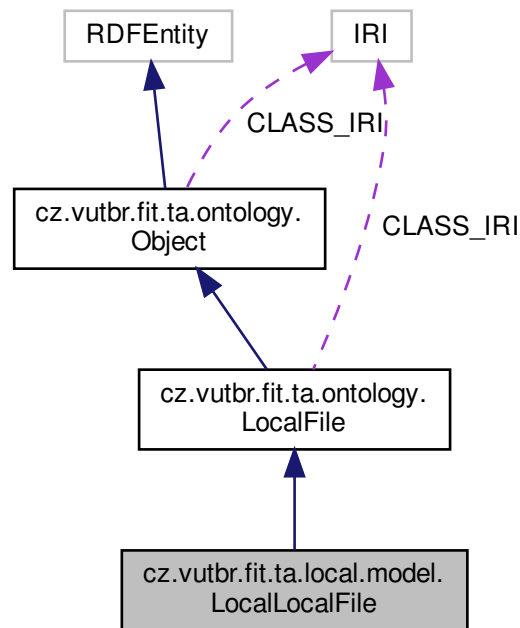 RDFEntity
IRI
CLASS_IRI
cz.vutbr.fit.ta.ontology.
Object
CLASS_IRI
cz.vutbr.fit.ta.ontology.
LocalFile
cz.vutbr.fit.ta.local.model.
LocalLocalFile